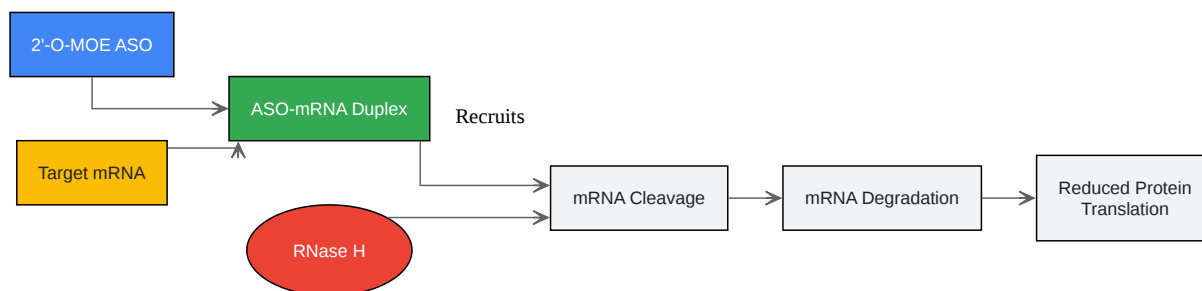 2'-O-MOE ASO
Target mRNA
ASO-mRNA Duplex
Recruits
RNase H
mRNA Cleavage
mRNA Degradation
Reduced Protein
Translation